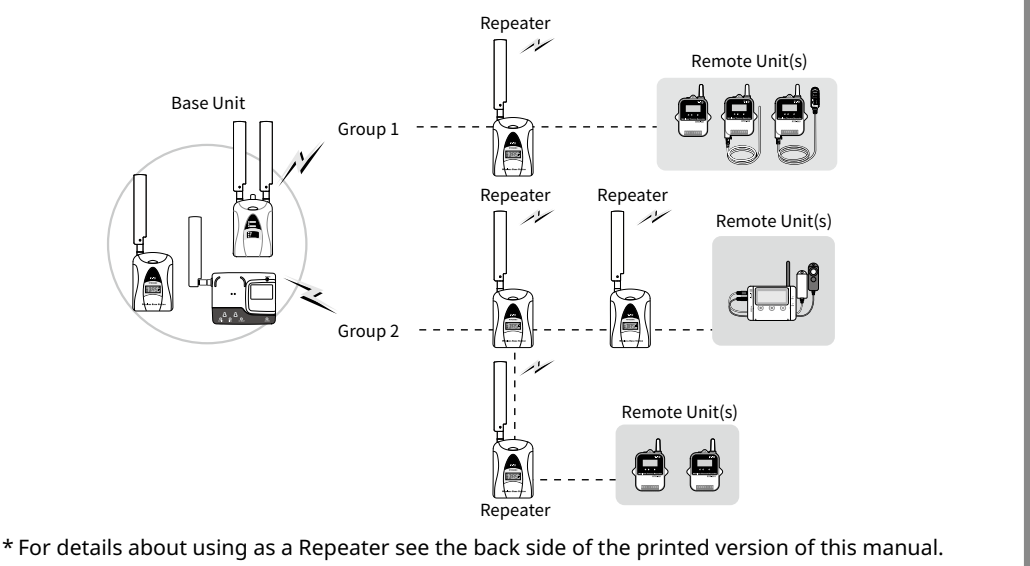 Repeater
Remote Unit(s)
Base Unit
Group 1
Repeater
Repeater
Remote Unit(s)
Group 2
Remote Unit(s)
Repeater
* For details about using as a Repeater see the back side of the printed version of this manual.